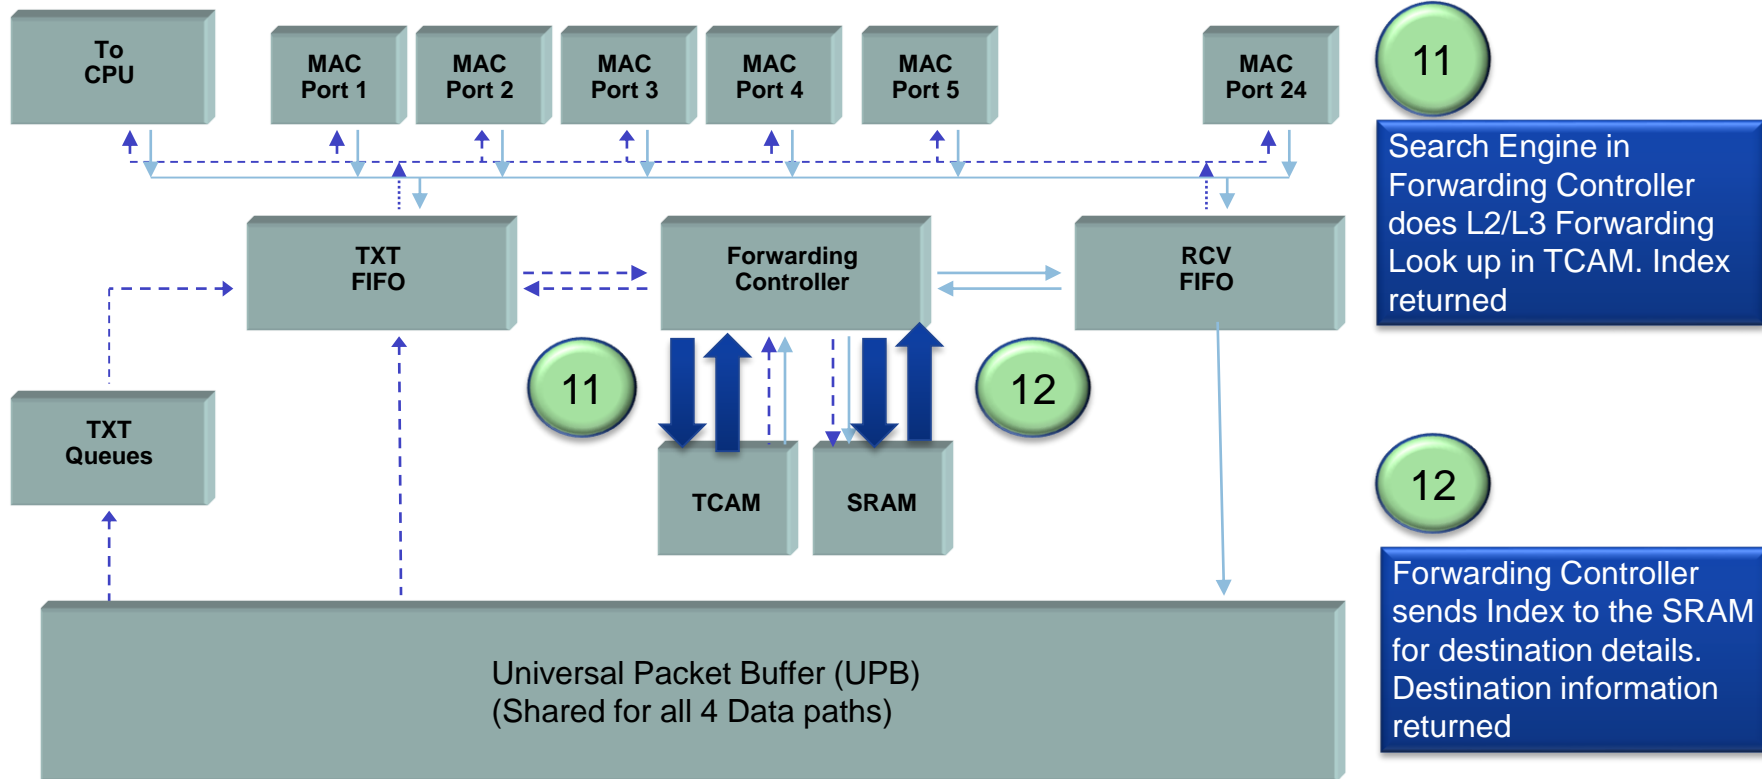 To
CPU
MAC
Port 1
MAC
Port 2
MAC
Port 3
MAC
Port 4
MAC
Port 5
MAC
Port 24
11
Search Engine in
Forwarding Controller
does L2/L3 Forwarding
Look up in TCAM. Index
returned
TXT
FIFO
Forwarding
Controller
RCV
FIFO
11
12
TXT
Queues
TCAM
SRAM
12
Forwarding Controller
sends Index to the SRAM
for destination details.
Destination information
returned
Universal Packet Buffer (UPB)
(Shared for all 4 Data paths)